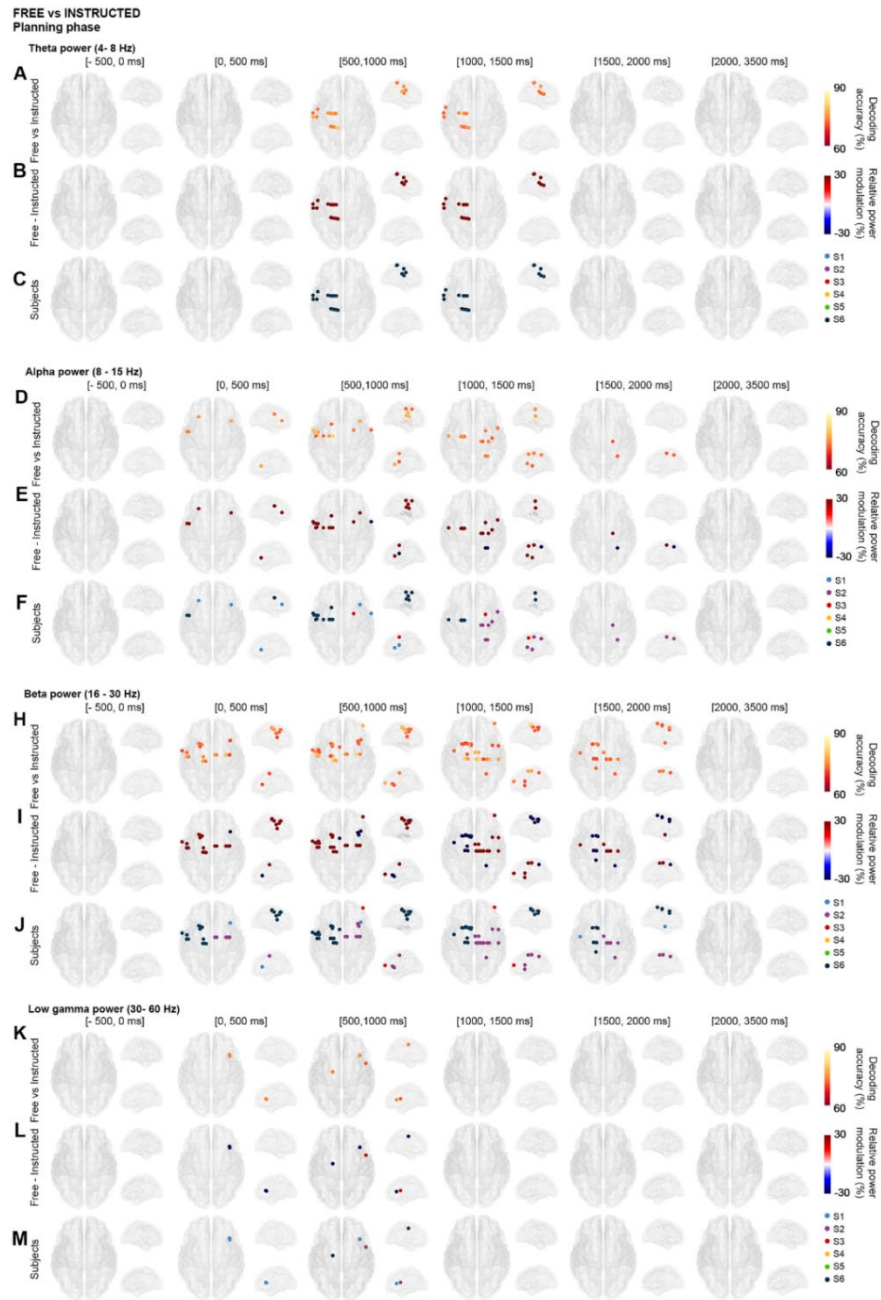 FREE vs INSTRUCTED
Planning phase
Theta power (4- 8 Hz)
[- 500, 0 ms] [0, 500 ms] [500,1000 ms] [1000, 1500 ms] [1500, 2000 ms] [2000, 3500 ms]
A
Free vs Instructed
90
60
Decoding
accuracy (%)
B
Free - Instructed
30
-30
Relative power
modulation (%)
C
Subjects
S1
S2
S3
S4
S5
S6
Alpha power (8 - 15 Hz)
[- 500, 0 ms] [0, 500 ms] [500,1000 ms] [1000, 1500 ms] [1500, 2000 ms] [2000, 3500 ms]
D
Free vs Instructed
90
60
Decoding
accuracy (%)
E
Free - Instructed
30
-30
Relative power
modulation (%)
F
Subjects
S1
S2
S3
S4
S5
S6
Beta power (16 - 30 Hz)
[- 500, 0 ms] [0, 500 ms] [500,1000 ms] [1000, 1500 ms] [1500, 2000 ms] [2000, 3500 ms]
H
Free vs Instructed
90
60
Decoding
accuracy (%)
I
Free - Instructed
30
-30
Relative power
modulation (%)
J
Subjects
S1
S2
S3
S4
S5
S6
Low gamma power (30- 60 Hz)
[- 500, 0 ms] [0, 500 ms] [500,1000 ms] [1000, 1500 ms] [1500, 2000 ms] [2000, 3500 ms]
K
Free vs Instructed
90
60
Decoding
accuracy (%)
L
Free - Instructed
30
-30
Relative power
modulation (%)
M
Subjects
S1
S2
S3
S4
S5
S6